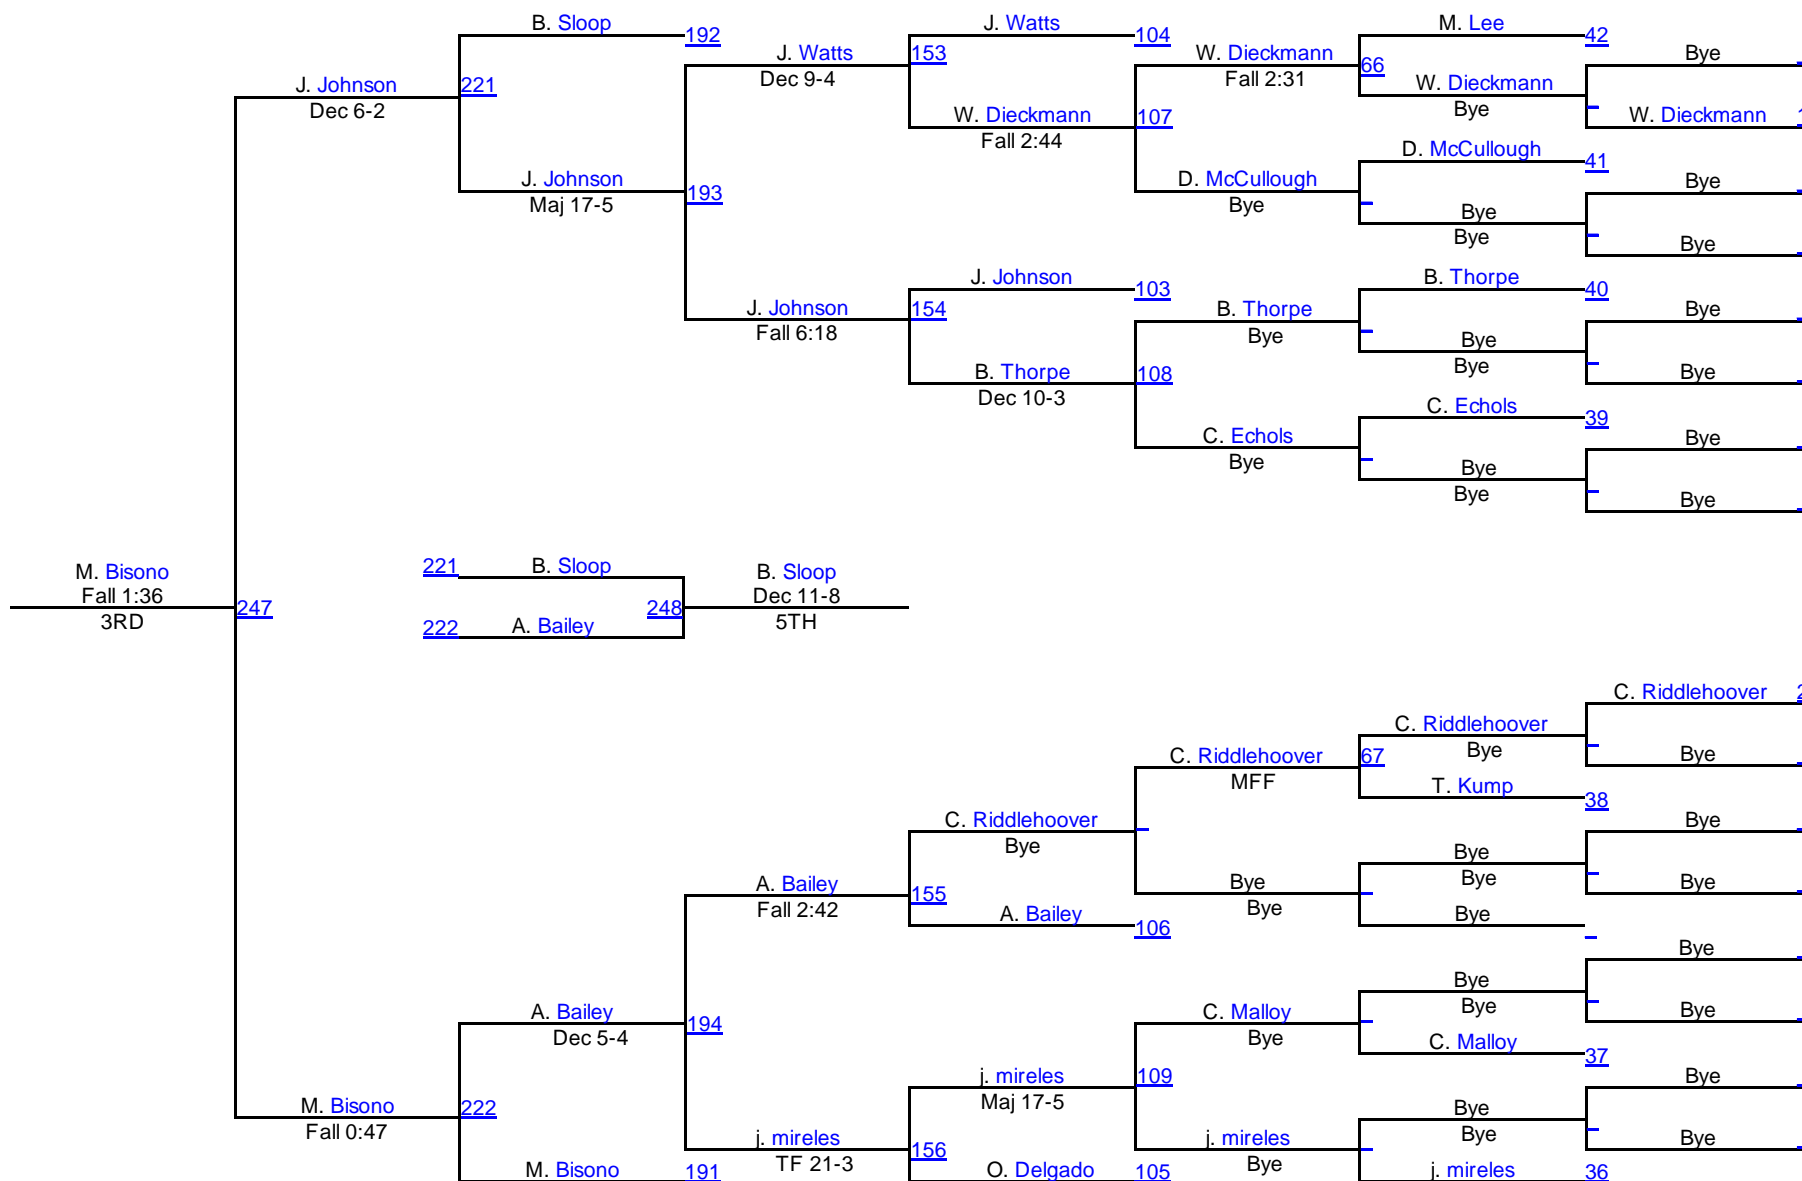 B. Sloop
192
J. Watts
104
M. Lee
42
J. Watts
Dec 9-4
153
W. Dieckmann
Fall 2:31
66
Bye
J. Johnson
Dec 6-2
221
W. Dieckmann
Bye
W. Dieckmann
Fall 2:44
107
W. Dieckmann
D. McCullough
41
J. Johnson
Maj 17-5
193
D. McCullough
Bye
Bye
Bye
Bye
Bye
J. Johnson
103
B. Thorpe
40
J. Johnson
Fall 6:18
154
B. Thorpe
Bye
Bye
Bye
Bye
B. Thorpe
Dec 10-3
108
Bye
C. Echols
39
C. Echols
Bye
Bye
Bye
Bye
Bye
M. Bisono
Fall 1:36
3RD
247
221
B. Sloop
222
A. Bailey
248
B. Sloop
Dec 11-8
5TH
C. Riddlehoover
C. Riddlehoover
Bye
C. Riddlehoover
MFF
67
Bye
T. Kump
38
C. Riddlehoover
Bye
Bye
Bye
Bye
A. Bailey
Fall 2:42
155
Bye
Bye
Bye
A. Bailey
106
Bye
Bye
A. Bailey
Dec 5-4
194
C. Malloy
Bye
Bye
Bye
Bye
C. Malloy
37
j. mireles
Maj 17-5
109
Bye
M. Bisono
Fall 0:47
222
Bye
Bye
j. mireles
TF 21-3
156
j. mireles
Bye
Bye
M. Bisono
191
O. Delgado
105
j. mireles
36